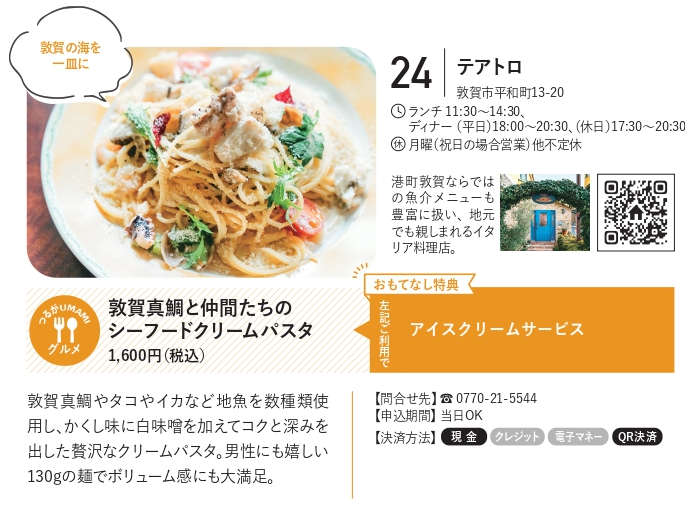 敦賀の海を
一皿に
24
テアトロ
敦賀市平和町13-20
ランチ 11:30〜14:30、
ディナー （平日）18:00〜20:30、（休日）17:30〜20:30
休 月曜（祝日の場合営業）他不定休
港町敦賀ならでは
の魚介メニューも
豊富に扱い、地元
でも親しまれるイタ
リア料理店。
つるがUMAMI
グルメ
敦賀真鯛と仲間たちの
シーフードクリームパスタ
1,600円（税込）
おもてなし特典
左記ご利用で
アイスクリームサービス
敦賀真鯛やタコやイカなど地魚を数種類使
用し、かくし味に白味噌を加えてコクと深みを
出した贅沢なクリームパスタ。男性にも嬉しい
130gの麺でボリューム感にも大満足。
【問合せ先】☎ 0770-21-5544
【申込期間】当日OK
【決済方法】 現 金 クレジット 電子マネー QR決済